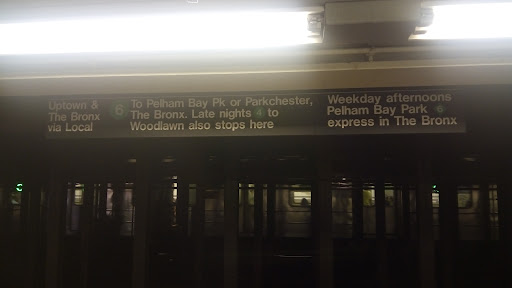 Uptown &
The Bronx
via Local
6
To Pelham Bay Pk or Parkchester,
The Bronx. Late nights 4 to
Woodlawn also stops here
Weekday afternoons
Pelham Bay Park
express in The Bronx